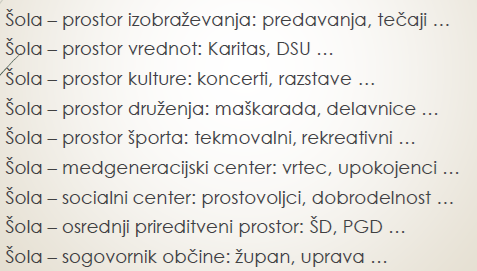 Šola – prostor izobraževanja: predavanja, tečaji …
Šola – prostor vrednot: Karitas, DSU …
Šola – prostor kulture: koncerti, razstave …
Šola – prostor druženja: maškarada, delavnice …
Šola – prostor športa: tekmovalni, rekreativni …
Šola – medgeneracijski center: vrtec, upokojenci …
Šola – socialni center: prostovoljci, dobrodelnost …
Šola – osrednji prireditveni prostor: ŠD, PGD …
Šola – sogovornik občine: župan, uprava …